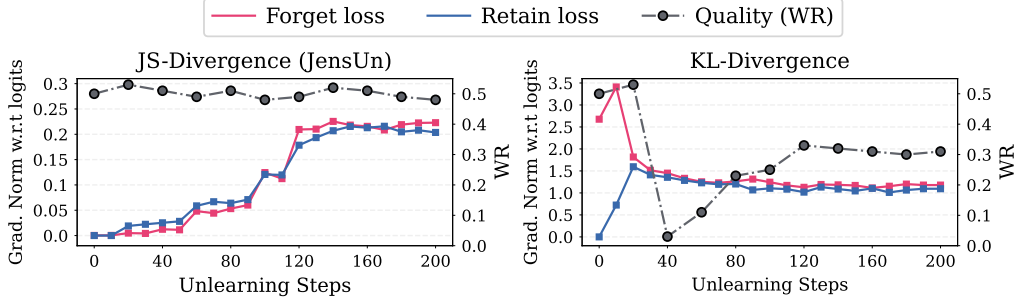 Forget loss Retain loss Quality (WR)
JS-Divergence (JensUn)
Grad. Norm w.r.t logits
0.3
0.25
0.2
0.15
0.1
0.05
0.0
0.5
0.4
0.3
0.2
0.1
0.0
WR
0 40 80 120 160 200
Unlearning Steps
KL-Divergence
Grad. Norm w.r.t logits
3.5
3.0
2.5
2.0
1.5
1.0
0.5
0.0
0.5
0.4
0.3
0.2
0.1
0.0
WR
0 40 80 120 160 200
Unlearning Steps